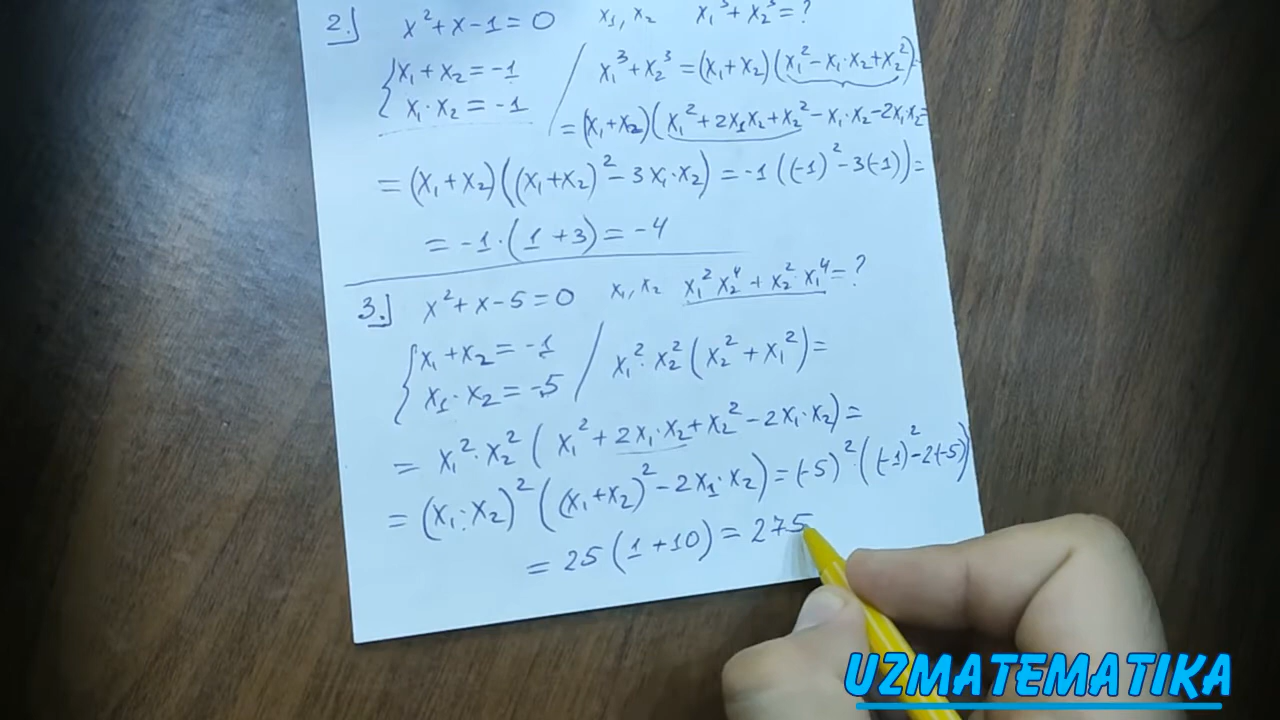 2.) x² + x - 1 = 0 x₁, x₂ x₁³ + x₂³ = ?
{ x₁ + x₂ = -1
x₁ · x₂ = -1
/ x₁³ + x₂³ = (x₁ + x₂)(x₁² - x₁ · x₂ + x₂²) =
= (x₁ + x₂)(x₁² + 2x₁x₂ + x₂² - x₁ · x₂ - 2x₁x₂ =
= (x₁ + x₂)((x₁ + x₂)² - 3x₁ · x₂) = -1((-1)² - 3(-1)) =
= -1 · (1 + 3) = -4
3.) x² + x - 5 = 0 x₁, x₂ x₁² x₂⁴ + x₂² · x₁⁴ = ?
{ x₁ + x₂ = -1
x₁ · x₂ = -5
/ x₁² · x₂² (x₂² + x₁²) =
= x₁² · x₂² (x₁² + 2x₁ · x₂ + x₂² - 2x₁ · x₂) =
= (x₁ · x₂)² ((x₁ + x₂)² - 2x₁ · x₂) = (-5)² · ((-1)² - 2(-5))
= 25(1 + 10) = 275
UZMATEMATIKA